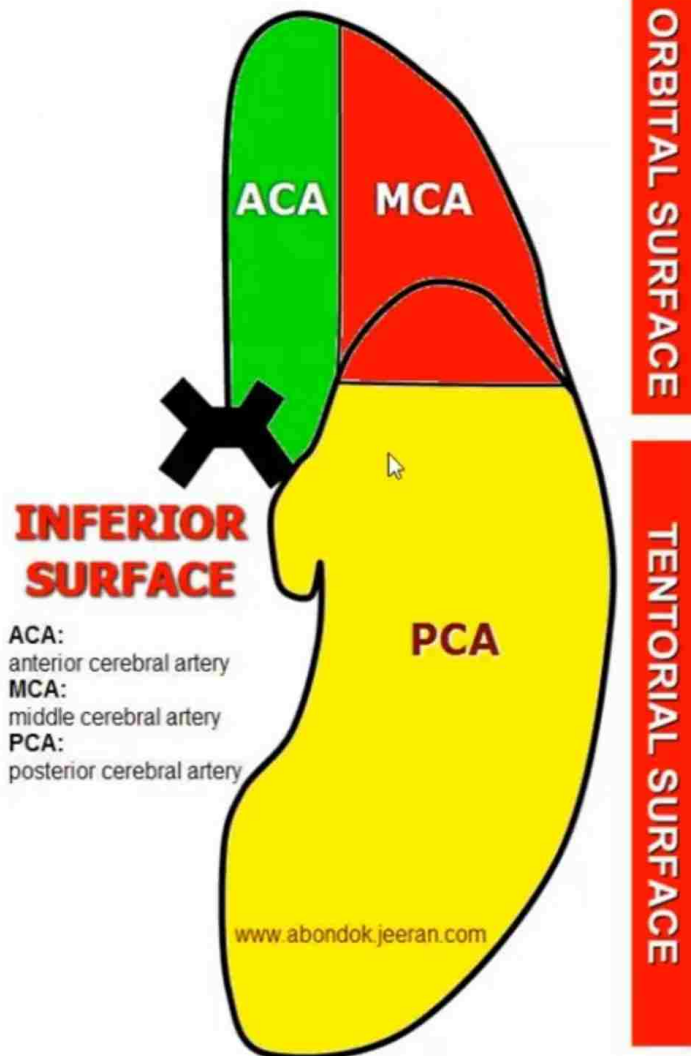 ORBITAL SURFACE
ACA
MCA
INFERIOR
SURFACE
ACA:
anterior cerebral artery
MCA:
middle cerebral artery
PCA:
posterior cerebral artery
PCA
TENTORIAL SURFACE
www.abondok.jeeran.com